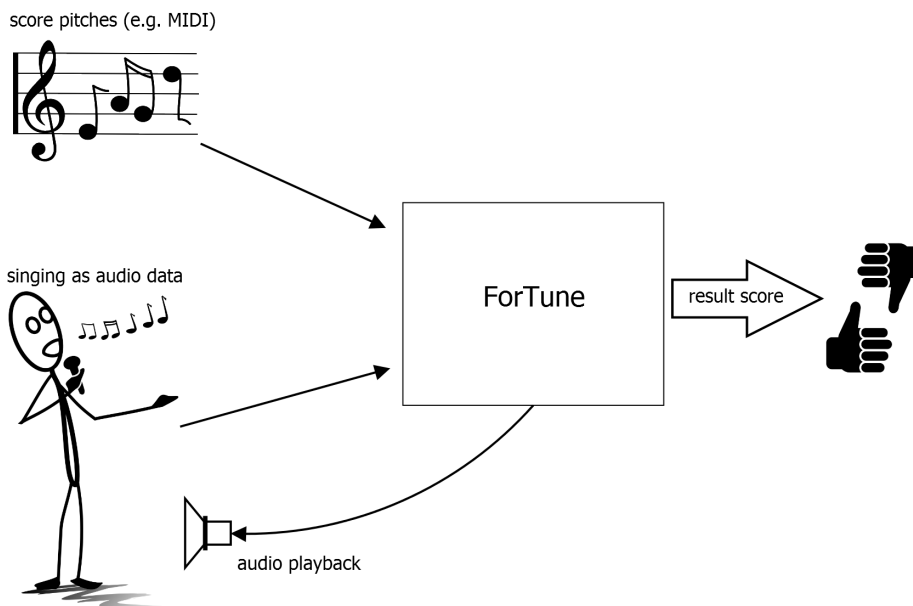 score pitches (e.g. MIDI)
singing as audio data
ForTune
result score
audio playback